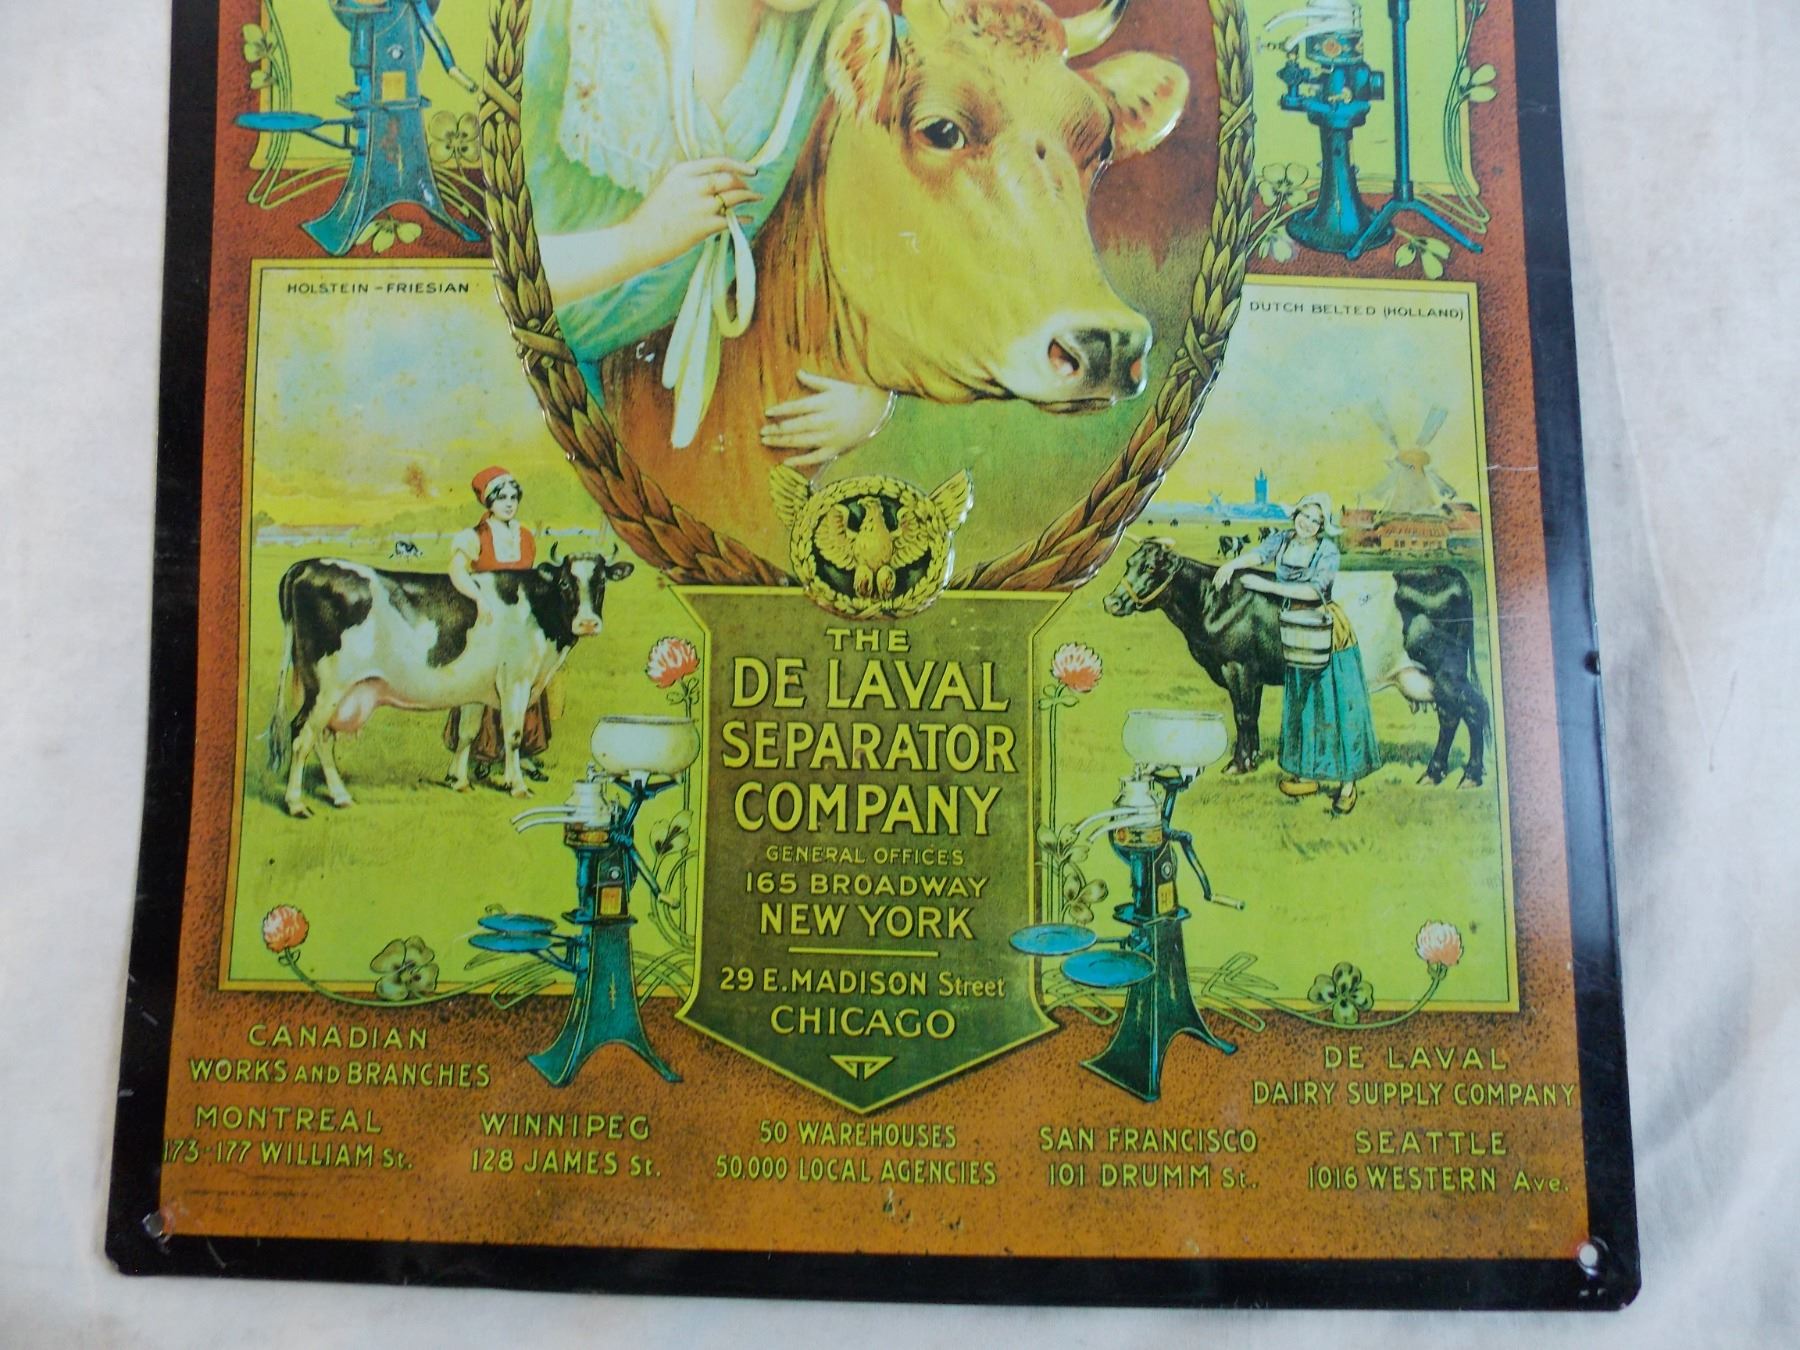 HOLSTEIN-FRIESIAN
DUTCH BELTED (HOLLAND)
THE
DE LAVAL
SEPARATOR
COMPANY
GENERAL OFFICES
165 BROADWAY
NEW YORK
29 E. MADISON Street
CHICAGO
CANADIAN
WORKS AND BRANCHES
MONTREAL
173-177 WILLIAM St.
WINNIPEG
128 JAMES St.
50 WAREHOUSES
50,000 LOCAL AGENCIES
SAN FRANCISCO
101 DRUMM St.
DE LAVAL
DAIRY SUPPLY COMPANY
SEATTLE
1016 WESTERN Ave.